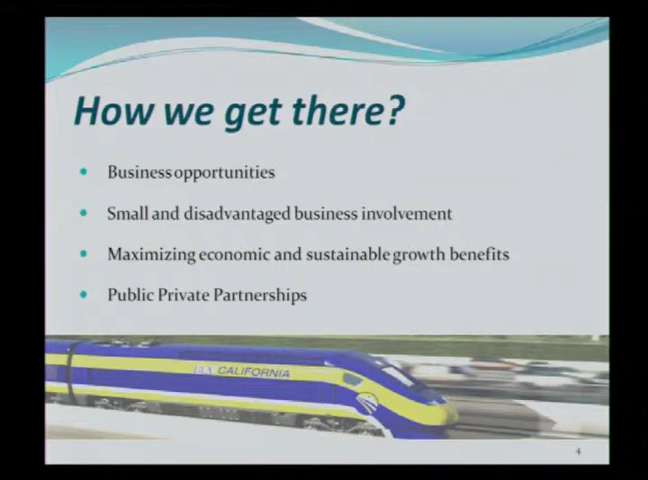 How we get there?
Business opportunities
Small and disadvantaged business involvement
Maximizing economic and sustainable growth benefits
Public Private Partnerships
CALIFORNIA
4